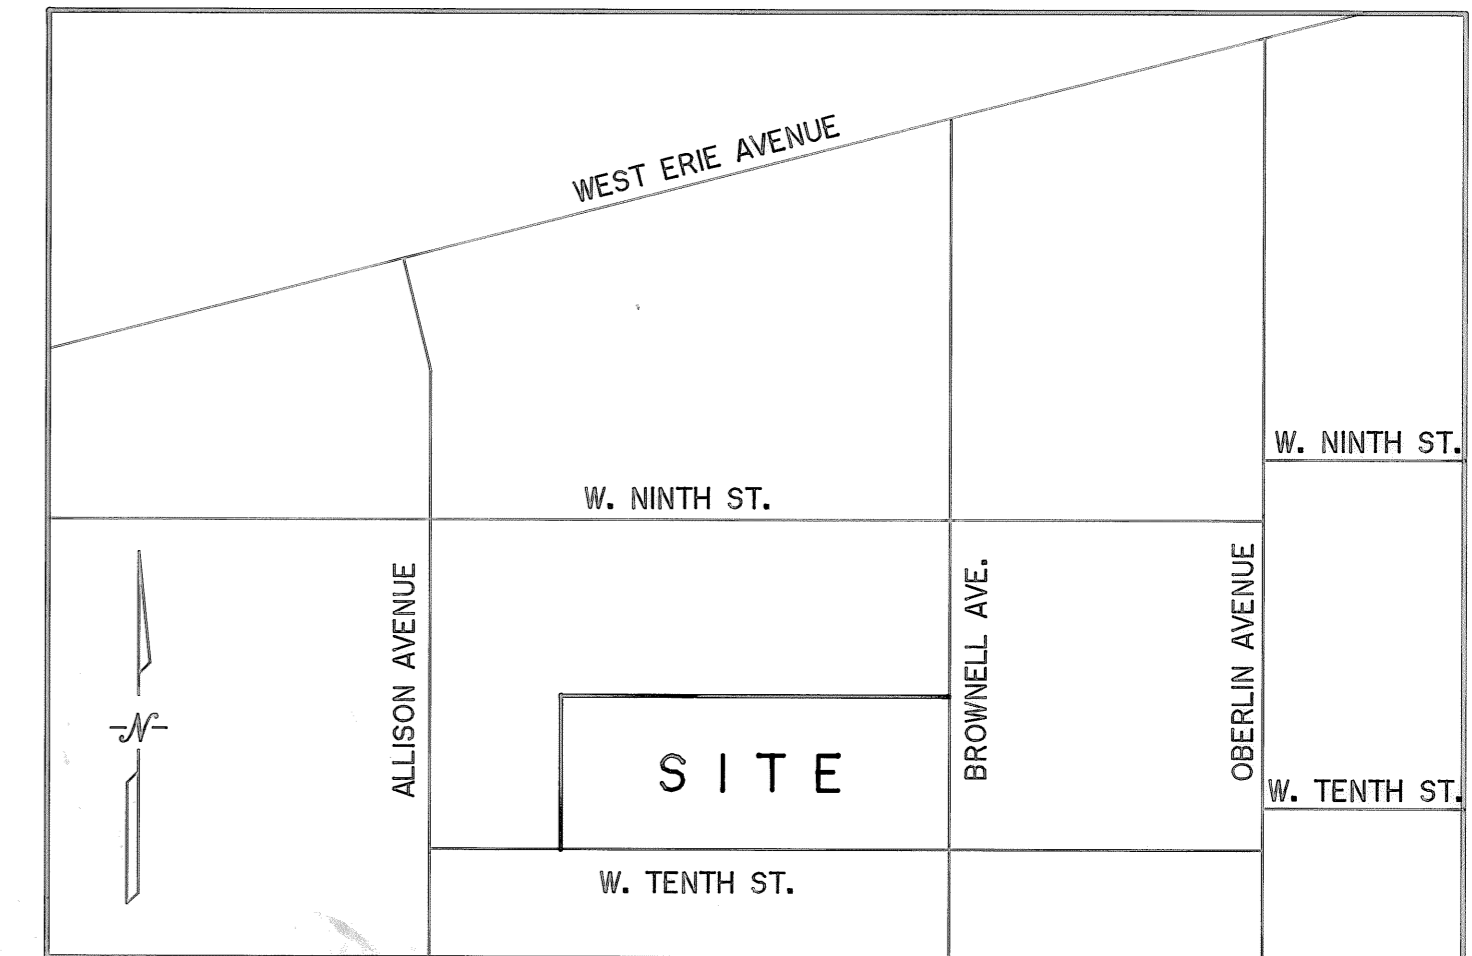 WEST ERIE AVENUE
W. NINTH ST.
W. NINTH ST.
ALLISON AVENUE
BROWNELL AVE.
OBERLIN AVENUE
-N-
SITE
W. TENTH ST.
W. TENTH ST.